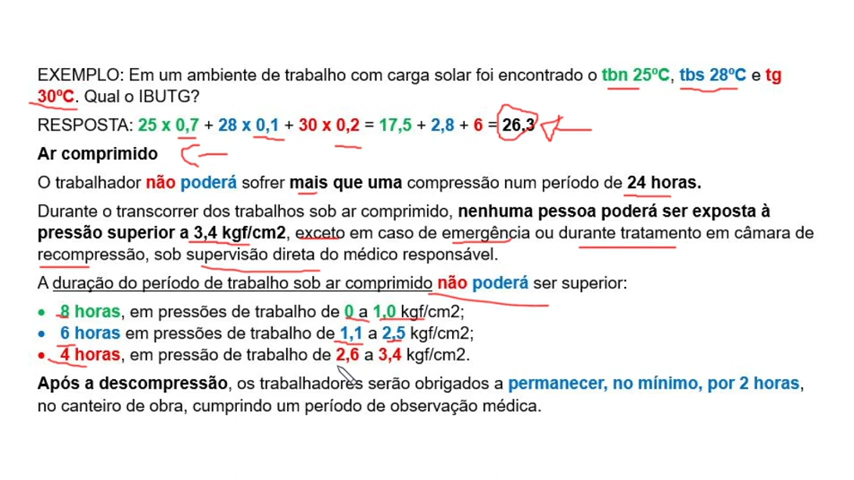 EXEMPLO: Em um ambiente de trabalho com carga solar foi encontrado o tbn 25ºC, tbs 28ºC e tg
30ºC. Qual o IBUTG?
RESPOSTA: 25 x 0,7 + 28 x 0,1 + 30 x 0,2 = 17,5 + 2,8 + 6 = 26,3
Ar comprimido
O trabalhador não poderá sofrer mais que uma compressão num período de 24 horas.
Durante o transcorrer dos trabalhos sob ar comprimido, nenhuma pessoa poderá ser exposta à
pressão superior a 3,4 kgf/cm2, exceto em caso de emergência ou durante tratamento em câmara de
recompressão, sob supervisão direta do médico responsável.
A duração do período de trabalho sob ar comprimido não poderá ser superior:
• 8 horas, em pressões de trabalho de 0 a 1,0 kgf/cm2;
• 6 horas em pressões de trabalho de 1,1 a 2,5 kgf/cm2;
• 4 horas, em pressão de trabalho de 2,6 a 3,4 kgf/cm2.
Após a descompressão, os trabalhadores serão obrigados a permanecer, no mínimo, por 2 horas,
no canteiro de obra, cumprindo um período de observação médica.